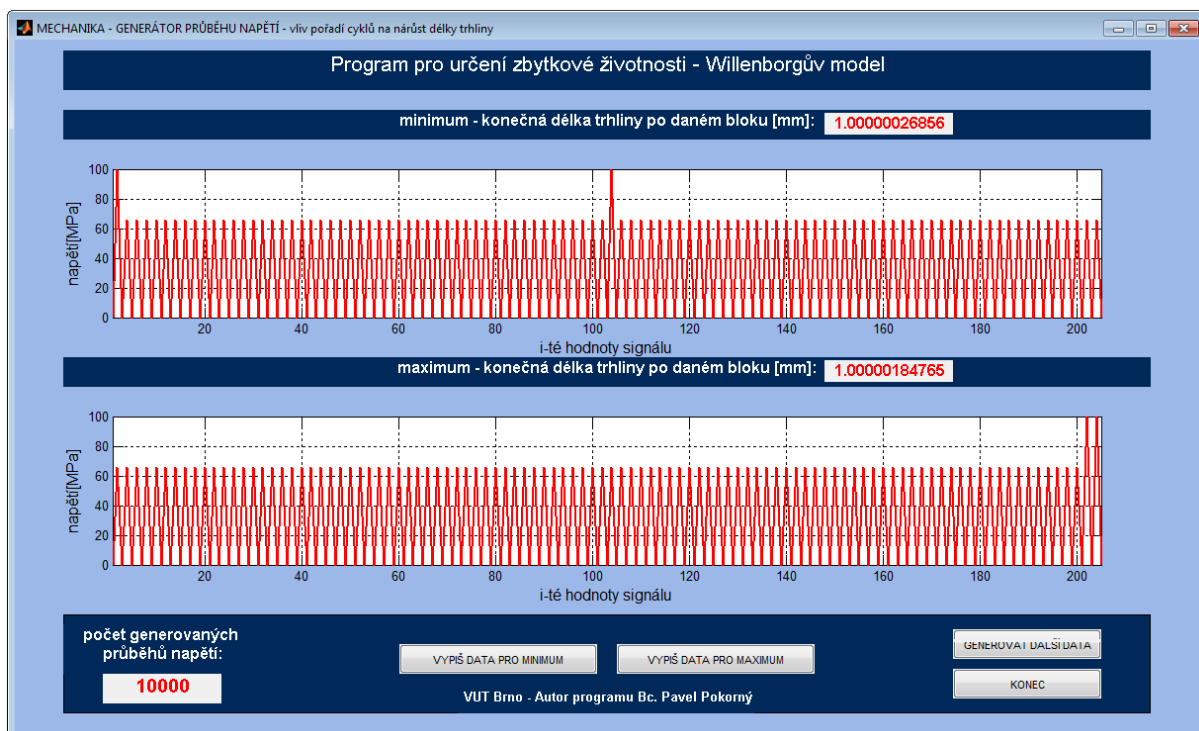 MECHANIKA - GENERÁTOR PRŮBĚHU NAPĚTÍ - vliv pořadí cyklů na nárůst délky trhliny
Program pro určení zbytkové životnosti - Willenborgův model
minimum - konečná délka trhliny po daném bloku [mm]: 1.00000026856
100
80
60
40
20
0
napětí[MPa]
20 40 60 80 100 120 140 160 180 200
i-té hodnoty signálu
maximum - konečná délka trhliny po daném bloku [mm]: 1.00000184765
100
80
60
40
20
0
napětí[MPa]
20 40 60 80 100 120 140 160 180 200
i-té hodnoty signálu
počet generovaných
průběhů napětí:
10000
VYPIŠ DATA PRO MINIMUM
VYPIŠ DATA PRO MAXIMUM
GENEROVAT DALŠÍ DATA
KONEC
VUT Brno - Autor programu Bc. Pavel Pokorný